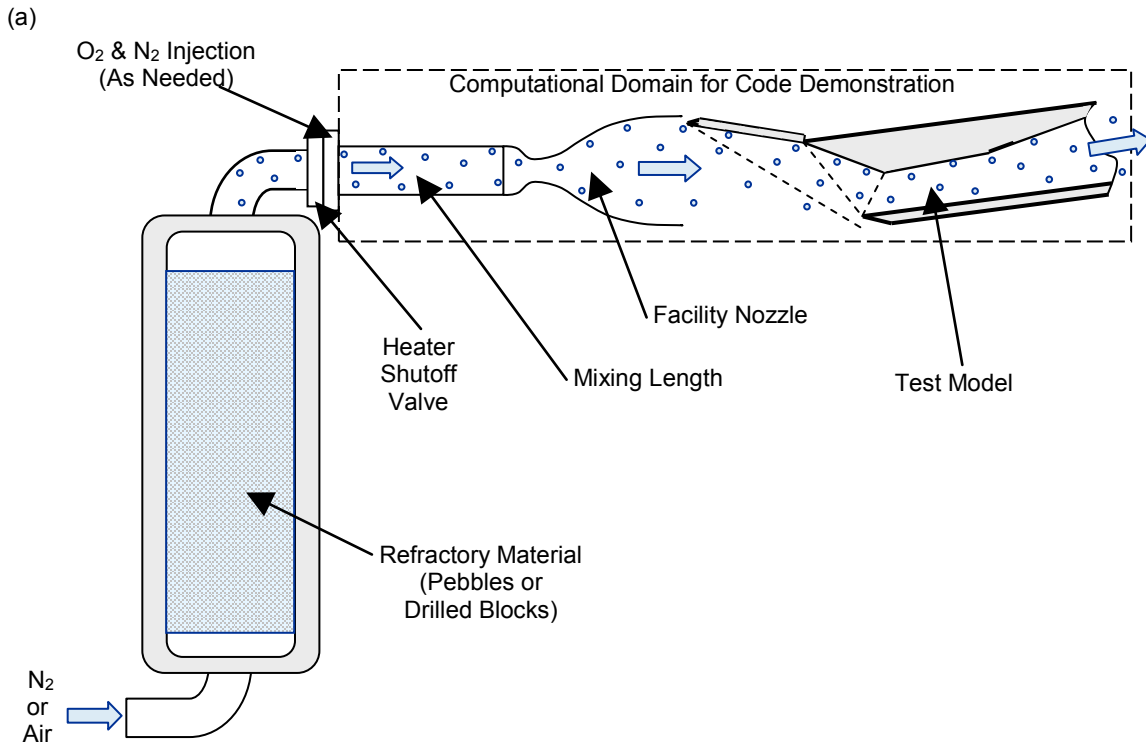 (a)
O₂ & N₂ Injection
(As Needed)
Computational Domain for Code Demonstration
Facility Nozzle
Heater
Shutoff
Valve
Mixing Length
Test Model
Refractory Material
(Pebbles or
Drilled Blocks)
N₂
or
Air